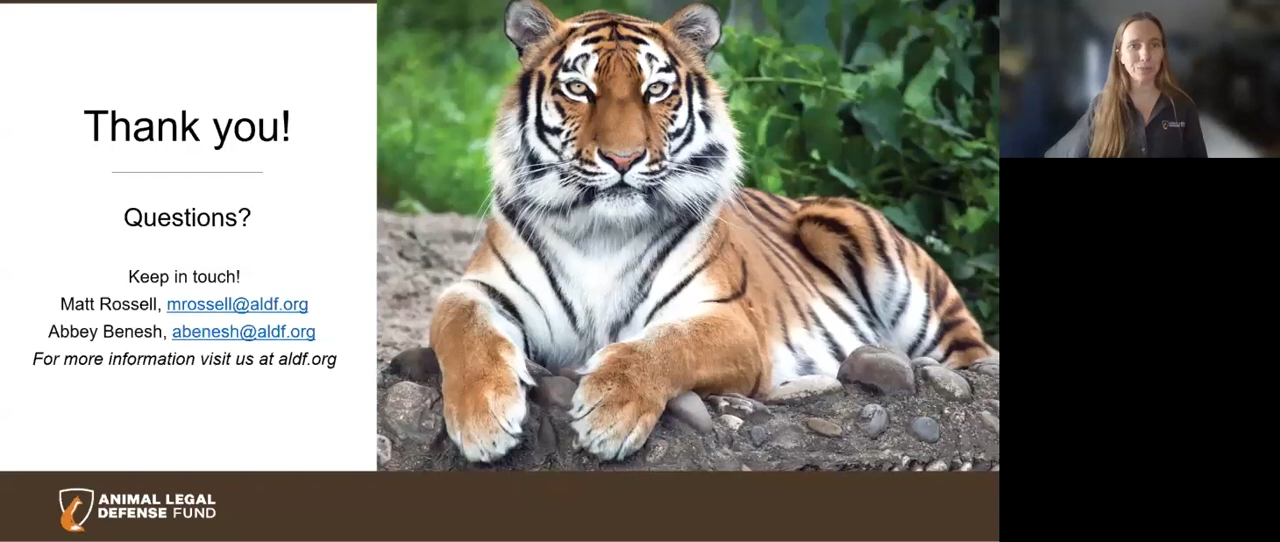 Thank you!
Questions?
Keep in touch!
Matt Rossell, mrossell@aldf.org
Abbey Benesh, abenesh@aldf.org
For more information visit us at aldf.org
ANIMAL LEGAL
DEFENSE FUND